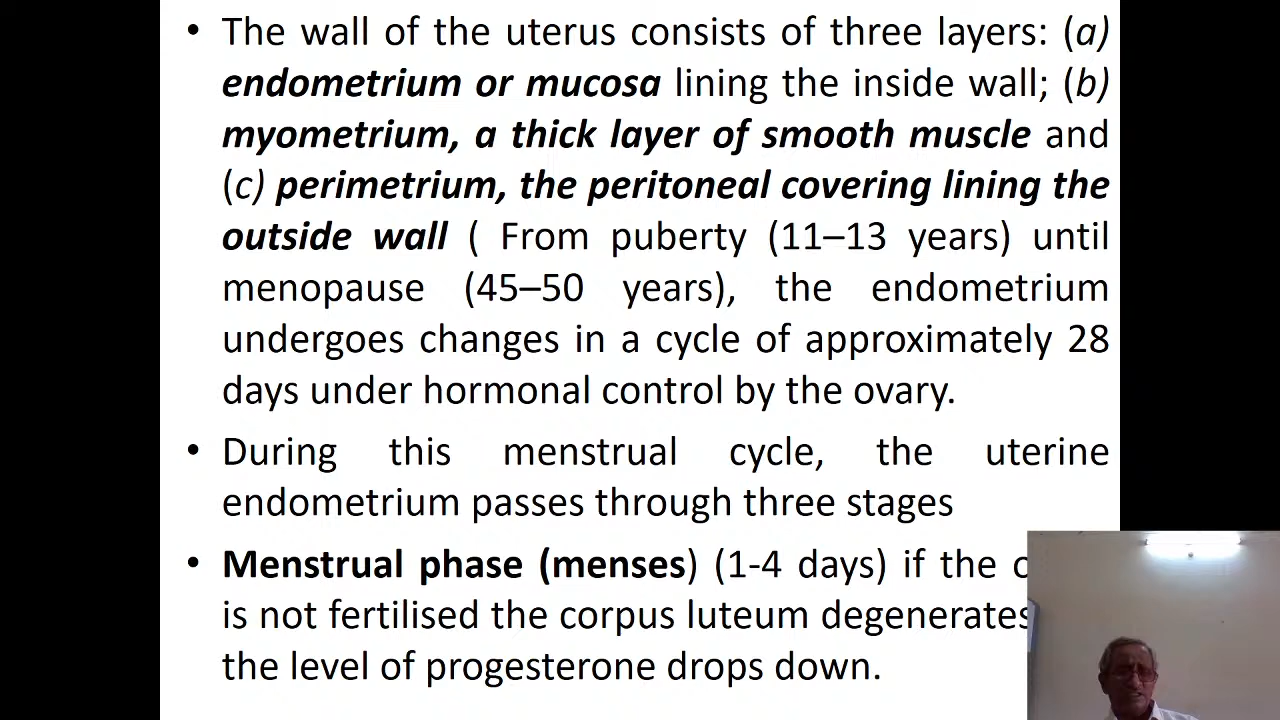 • The wall of the uterus consists of three layers: (a)
endometrium or mucosa lining the inside wall; (b)
myometrium, a thick layer of smooth muscle and
(c) perimetrium, the peritoneal covering lining the
outside wall ( From puberty (11–13 years) until
menopause (45–50 years), the endometrium
undergoes changes in a cycle of approximately 28
days under hormonal control by the ovary.
• During this menstrual cycle, the uterine
endometrium passes through three stages
• Menstrual phase (menses) (1-4 days) if the
is not fertilised the corpus luteum degenerates
the level of progesterone drops down.